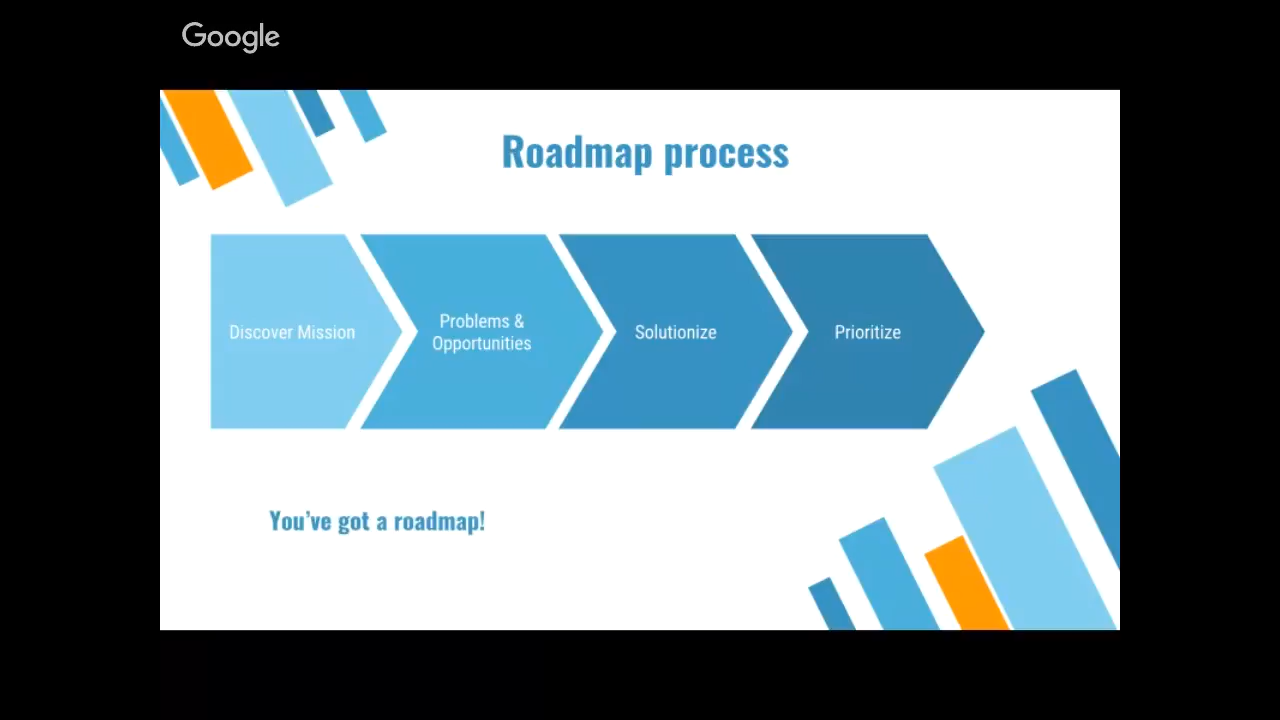 Google
Roadmap process
Discover Mission
Problems &
Opportunities
Solutionize
Prioritize
You've got a roadmap!